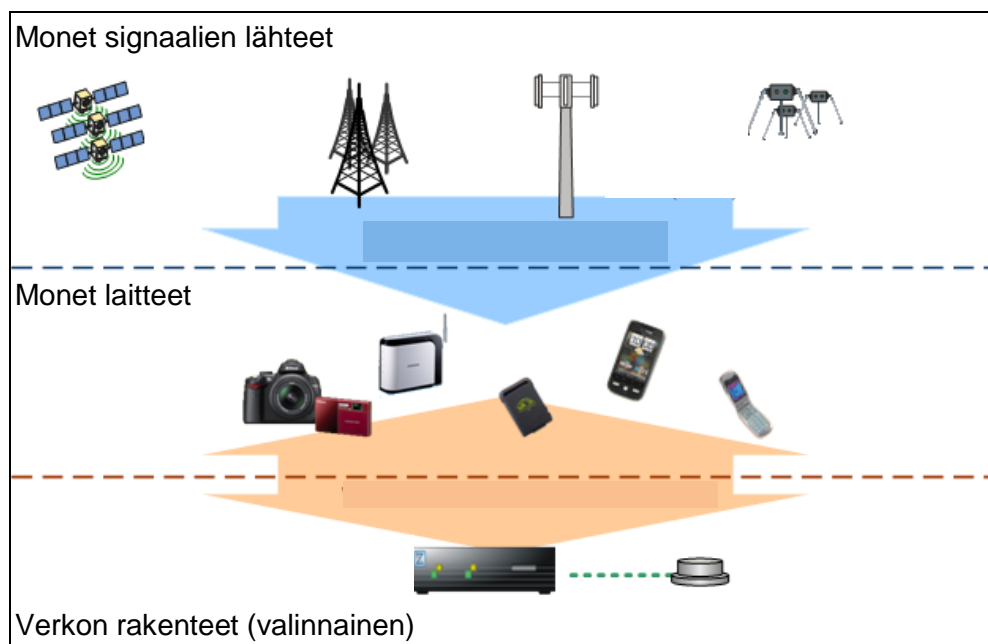 Monet signaalien lähteet
Monet laitteet
Z
Verkon rakenteet (valinnainen)